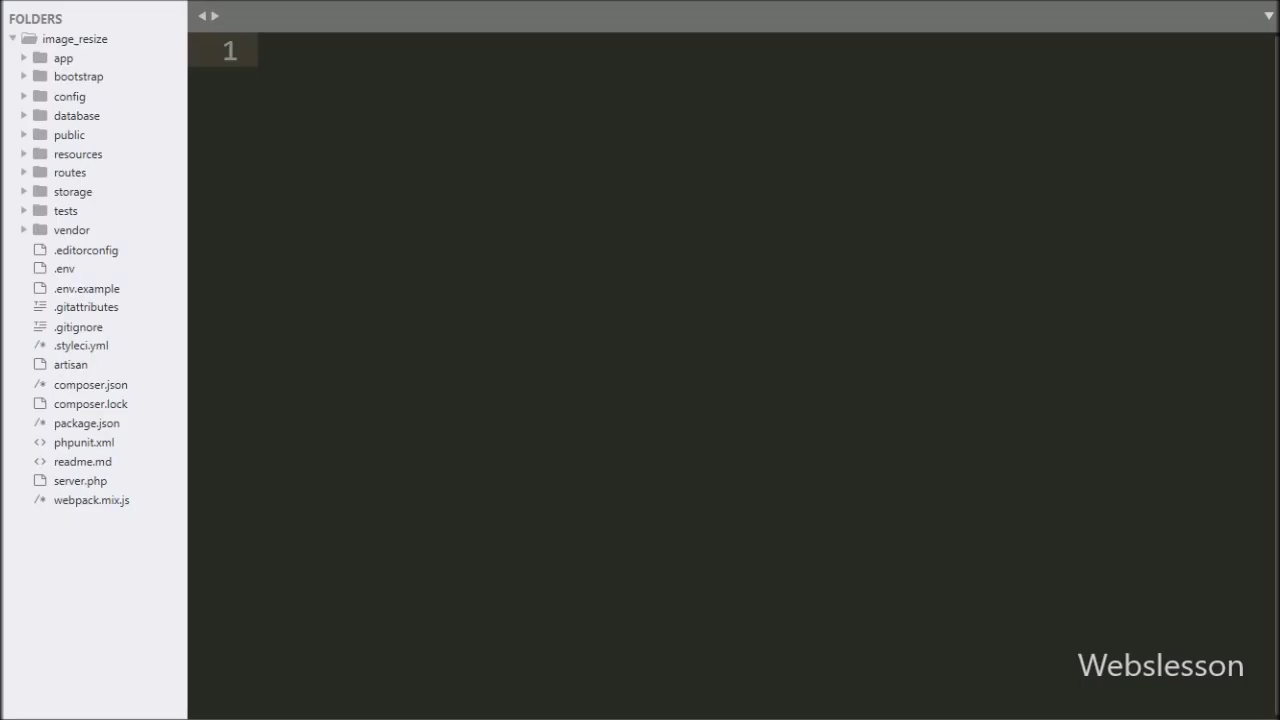 FOLDERS
image_resize
app
bootstrap
config
database
public
resources
routes
storage
tests
vendor
.editorconfig
.env
.env.example
.gitattributes
.gitignore
.styleci.yml
artisan
composer.json
composer.lock
package.json
phpunit.xml
readme.md
server.php
webpack.mix.js
1
Webslesson